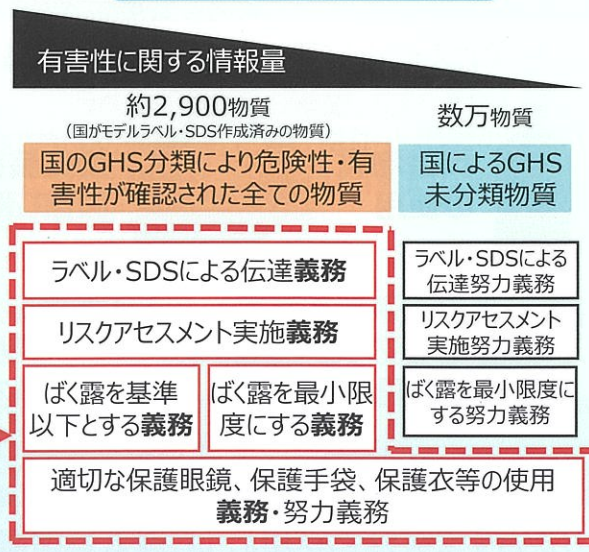 有害性に関する情報量
約2,900物質
(国がモデルラベル・SDS作成済みの物質)
数万物質
国のGHS分類により危険性・有
害性が確認された全ての物質
国によるGHS
未分類物質
ラベル・SDSによる伝達義務
ラベル・SDSによる
伝達努力義務
リスクアセスメント実施義務
リスクアセスメント
実施努力義務
ばく露を基準
以下とする義務
ばく露を最小限
度にする義務
ばく露を最小限度に
する努力義務
適切な保護眼鏡、保護手袋、保護衣等の使用
義務・努力義務